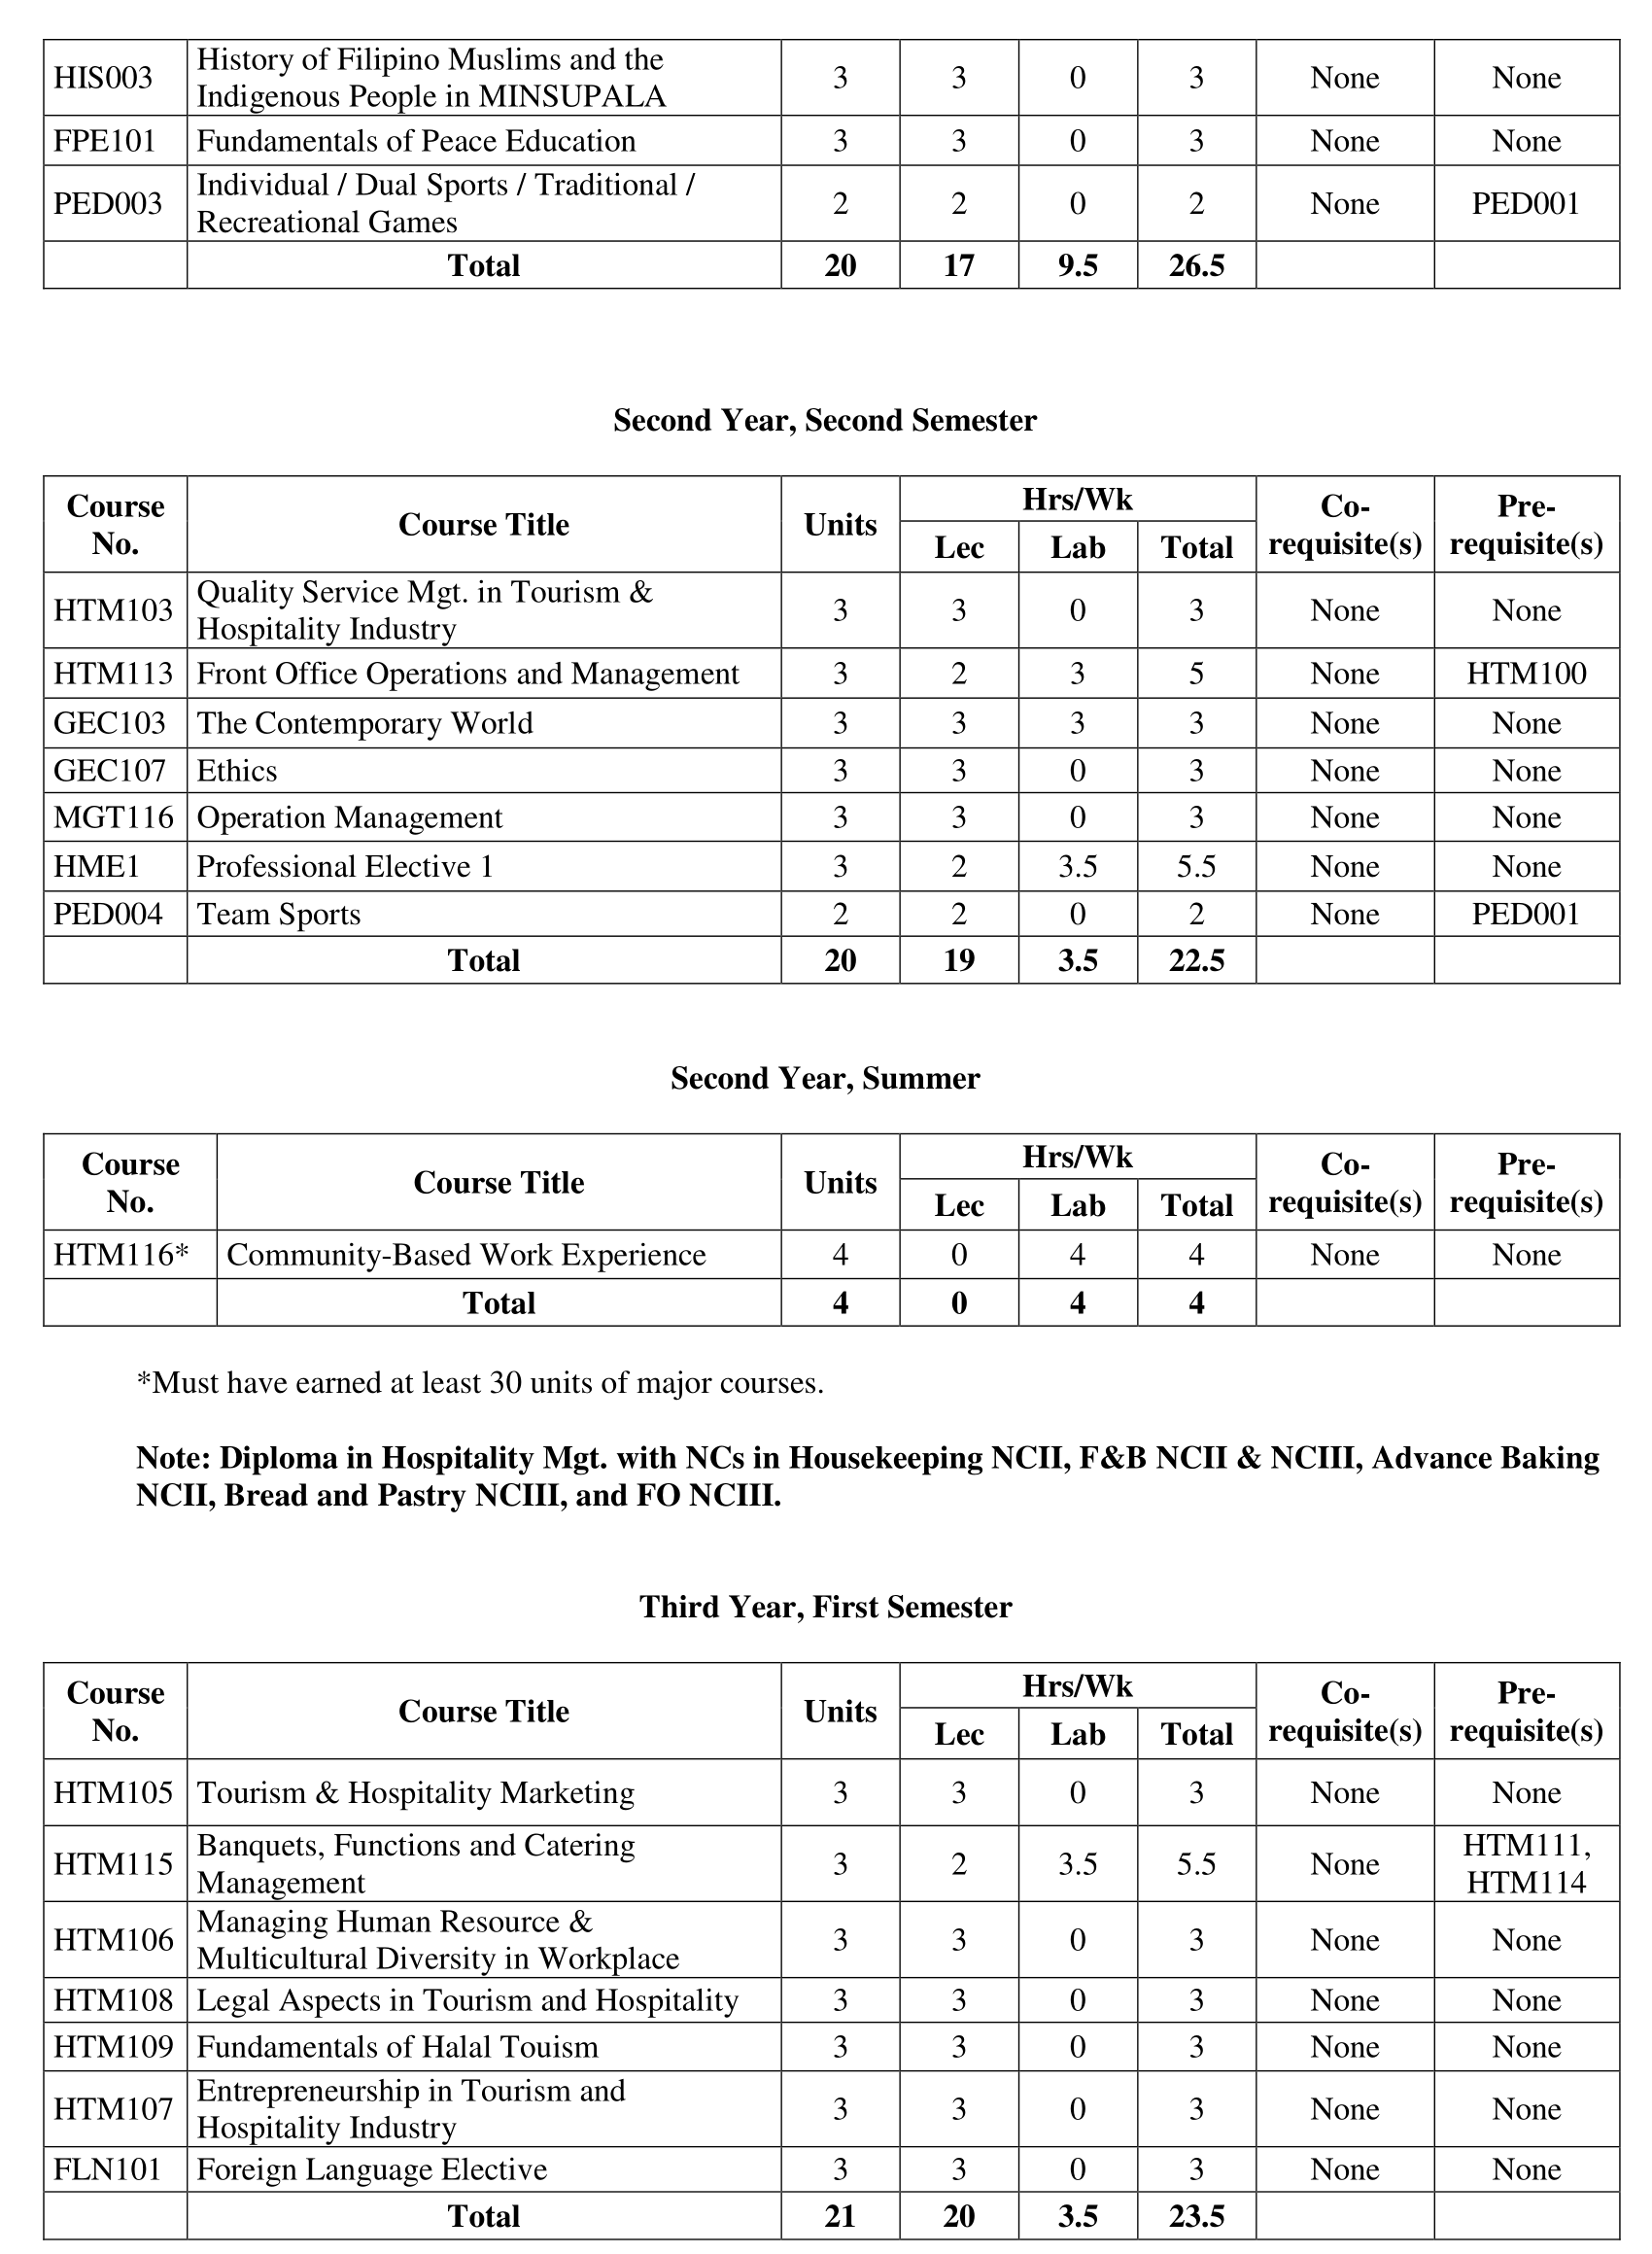 HIS003 History of Filipino Muslims and the Indigenous People in MINSUPALA 3 3 0 3 None None
FPE101 Fundamentals of Peace Education 3 3 0 3 None None
PED003 Individual / Dual Sports / Traditional / Recreational Games 2 2 0 2 None PED001
Total 20 17 9.5 26.5
Second Year, Second Semester
Course No. Course Title Units Hrs/Wk Co-requisite(s) Pre-requisite(s)
Lec Lab Total
HTM103 Quality Service Mgt. in Tourism & Hospitality Industry 3 3 0 3 None None
HTM113 Front Office Operations and Management 3 2 3 5 None HTM100
GEC103 The Contemporary World 3 3 3 3 None None
GEC107 Ethics 3 3 0 3 None None
MGT116 Operation Management 3 3 0 3 None None
HME1 Professional Elective 1 3 2 3.5 5.5 None None
PED004 Team Sports 2 2 0 2 None PED001
Total 20 19 3.5 22.5
Second Year, Summer
Course No. Course Title Units Hrs/Wk Co-requisite(s) Pre-requisite(s)
Lec Lab Total
HTM116* Community-Based Work Experience 4 0 4 4 None None
Total 4 0 4 4
*Must have earned at least 30 units of major courses.
Note: Diploma in Hospitality Mgt. with NCs in Housekeeping NCII, F&B NCII & NCIII, Advance Baking
NCII, Bread and Pastry NCIII, and FO NCIII.
Third Year, First Semester
Course No. Course Title Units Hrs/Wk Co-requisite(s) Pre-requisite(s)
Lec Lab Total
HTM105 Tourism & Hospitality Marketing 3 3 0 3 None None
HTM115 Banquets, Functions and Catering Management 3 2 3.5 5.5 None HTM111, HTM114
HTM106 Managing Human Resource & Multicultural Diversity in Workplace 3 3 0 3 None None
HTM108 Legal Aspects in Tourism and Hospitality 3 3 0 3 None None
HTM109 Fundamentals of Halal Touism 3 3 0 3 None None
HTM107 Entrepreneurship in Tourism and Hospitality Industry 3 3 0 3 None None
FLN101 Foreign Language Elective 3 3 0 3 None None
Total 21 20 3.5 23.5